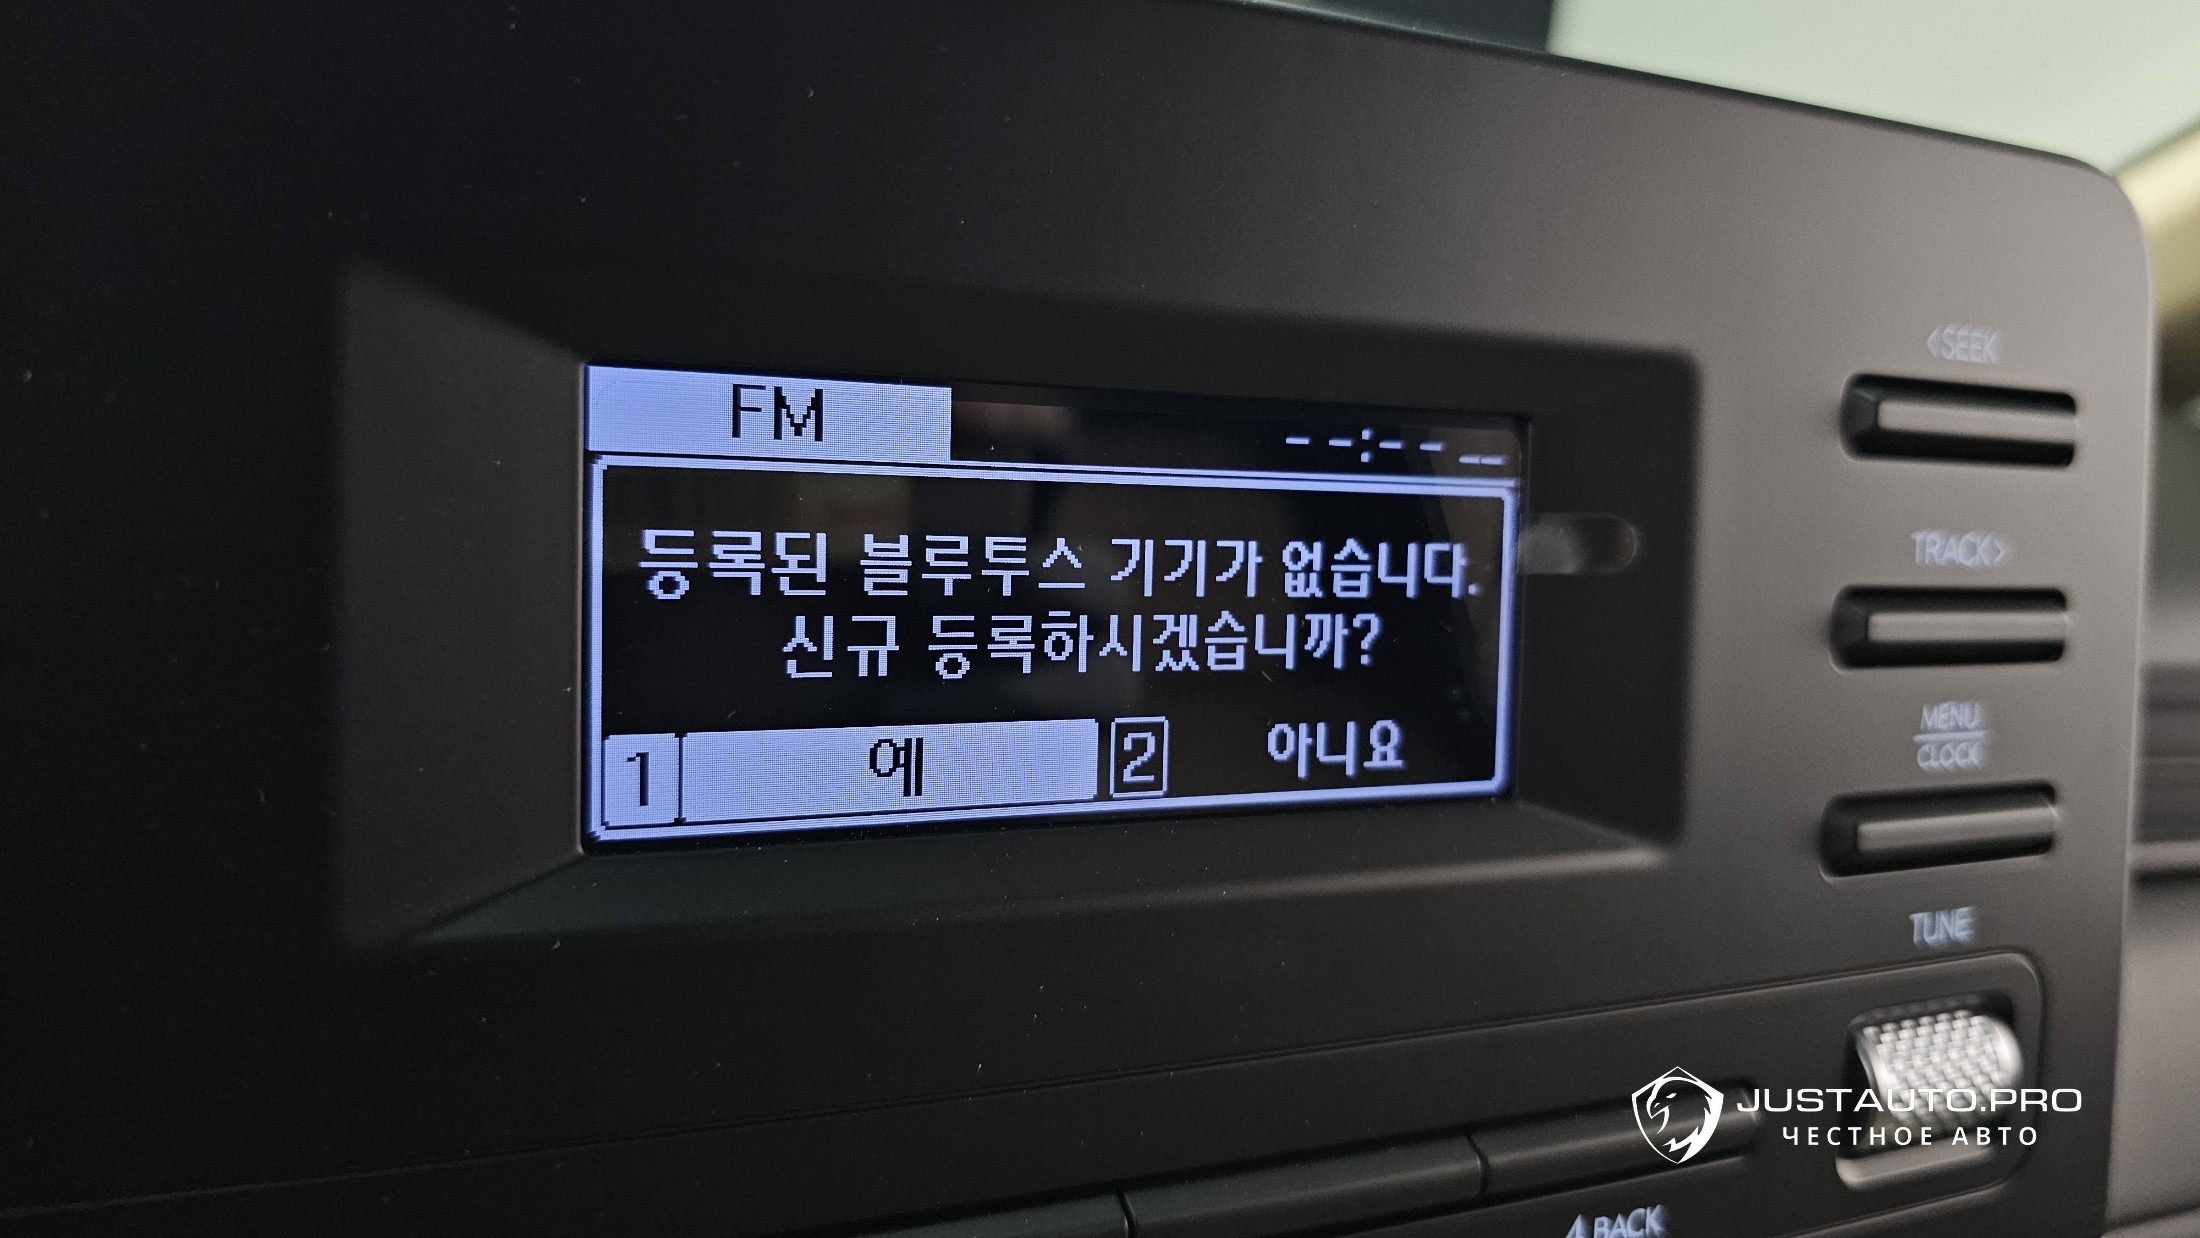 FM --:-- __
등록된 블루투스 기기가 없습니다.
신규 등록하시겠습니까?
1 예 2 아니요
<SEEK
TRACK>
MENU
CLOCK
TUNE
BACK
JUSTAUTO.PRO
ЧЕСТНОЕ АВТО